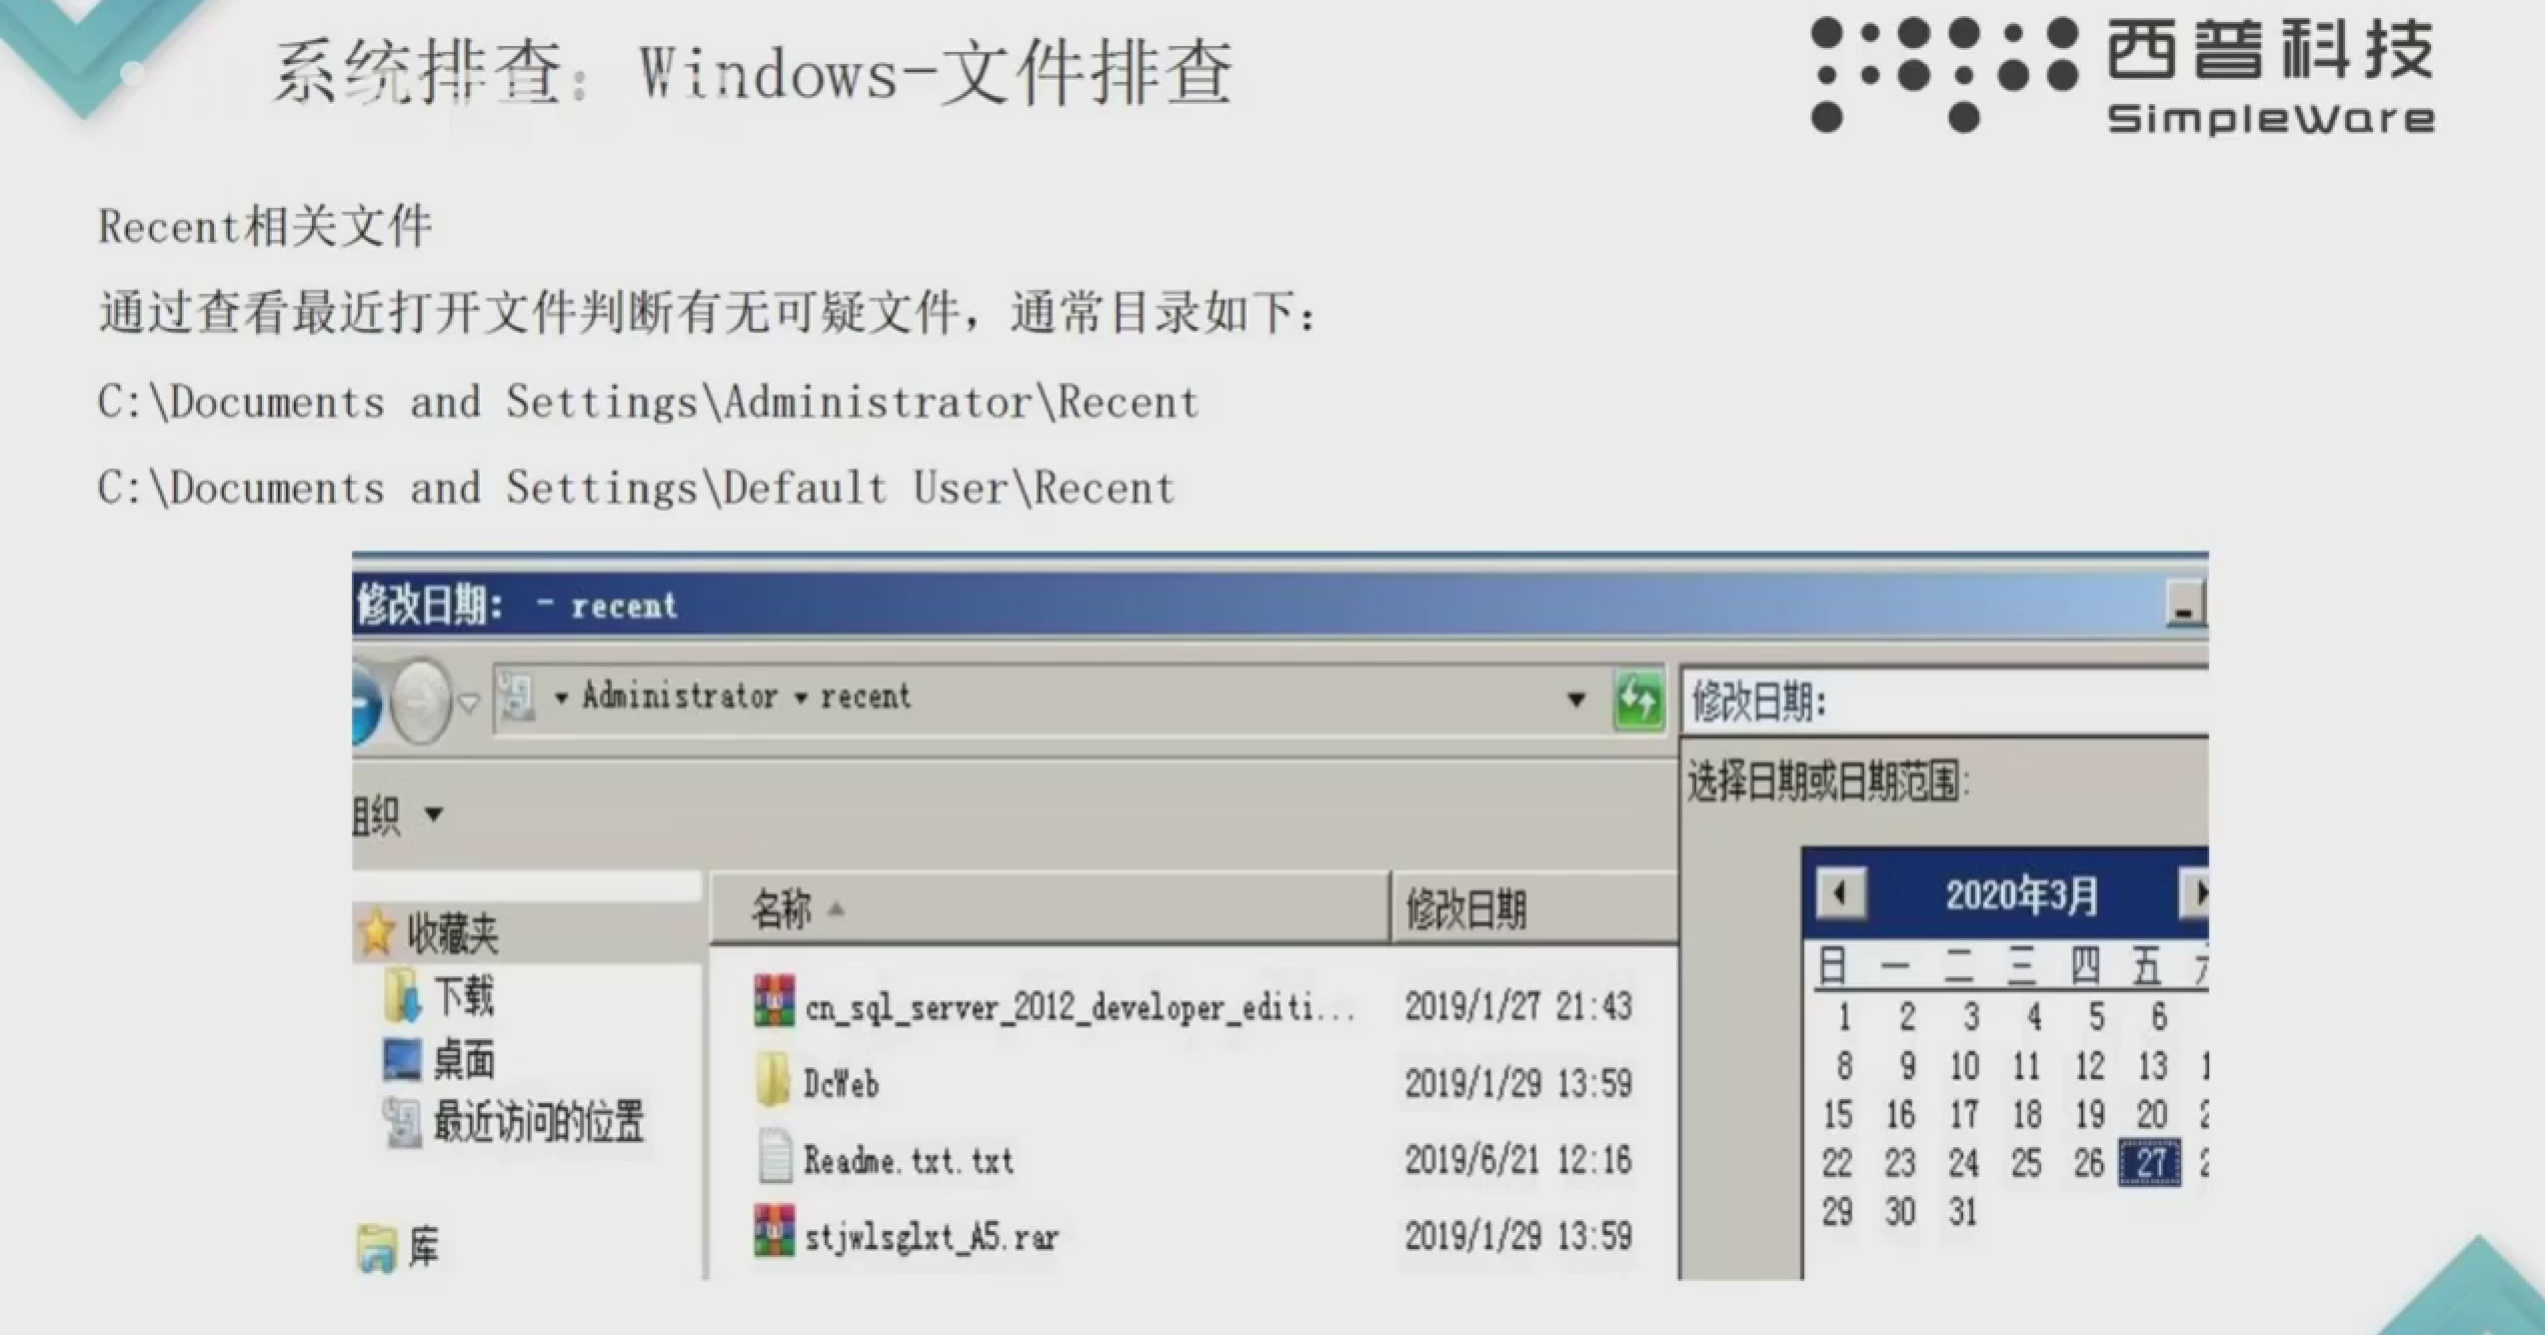 系统排查：Windows-文件排查
西普科技
SimpleWare
Recent相关文件
通过查看最近打开文件判断有无可疑文件，通常目录如下：
C:\Documents and Settings\Administrator\Recent
C:\Documents and Settings\Default User\Recent
修改日期： - recent
Administrator recent
修改日期：
组织
选择日期或日期范围:
2020年3月
收藏夹
名称 修改日期
日 一 二 三 四 五
下载
cn_sql_server_2012_developer_editi... 2019/1/27 21:43
1 2 3 4 5 6
桌面
DcWeb 2019/1/29 13:59
8 9 10 11 12 13
最近访问的位置
15 16 17 18 19 20
Readme.txt.txt 2019/6/21 12:16
22 23 24 25 26 27
库
stjwlsglxt_A5.rar 2019/1/29 13:59
29 30 31